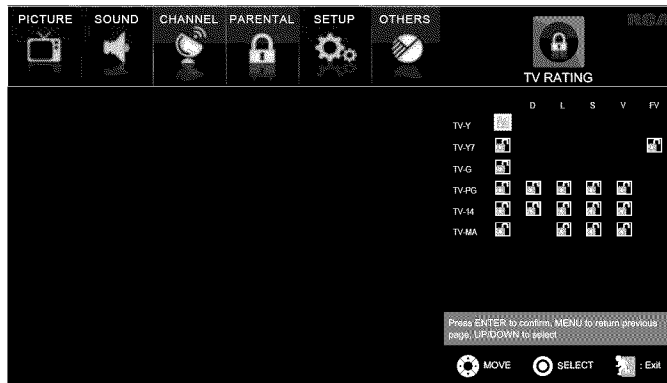 PICTURE SOUND CHANNEL PARENTAL SETUP OTHERS
RCA
TV RATING
D L S V FV
TV-Y
TV-Y7
TV-G
TV-PG
TV-14
TV-MA
Press ENTER to confirm, MENU to return previous
page, UP/DOWN to select
MOVE SELECT : Exit